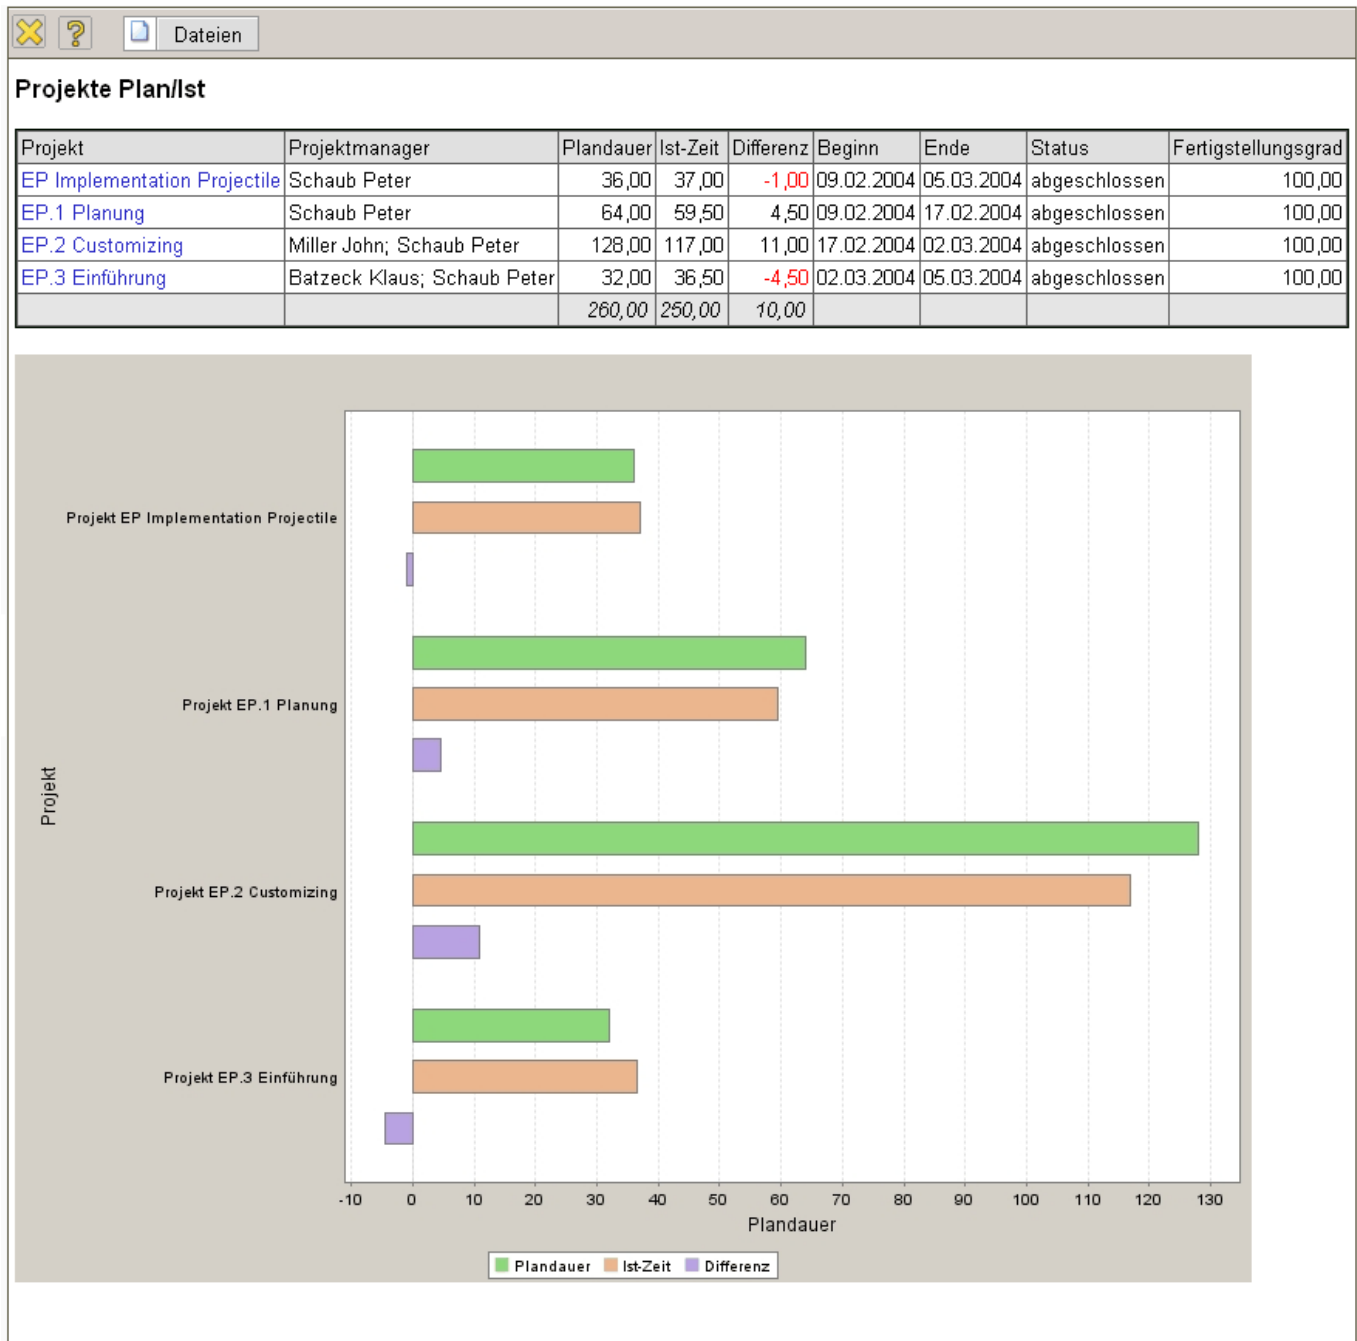 Dateien
Projekte Plan/Ist
Projekt Projektmanager Plandauer Ist-Zeit Differenz Beginn Ende Status Fertigstellungsgrad
EP Implementation Projectile Schaub Peter 36,00 37,00 -1,00 09.02.2004 05.03.2004 abgeschlossen 100,00
EP.1 Planung Schaub Peter 64,00 59,50 4,50 09.02.2004 17.02.2004 abgeschlossen 100,00
EP.2 Customizing Miller John; Schaub Peter 128,00 117,00 11,00 17.02.2004 02.03.2004 abgeschlossen 100,00
EP.3 Einführung Batzeck Klaus; Schaub Peter 32,00 36,50 -4,50 02.03.2004 05.03.2004 abgeschlossen 100,00
260,00 250,00 10,00
Projekt EP Implementation Projectile
Projekt EP.1 Planung
Projekt
Projekt EP.2 Customizing
Projekt EP.3 Einführung
-10 0 10 20 30 40 50 60 70 80 90 100 110 120 130
Plandauer
Plandauer Ist-Zeit Differenz